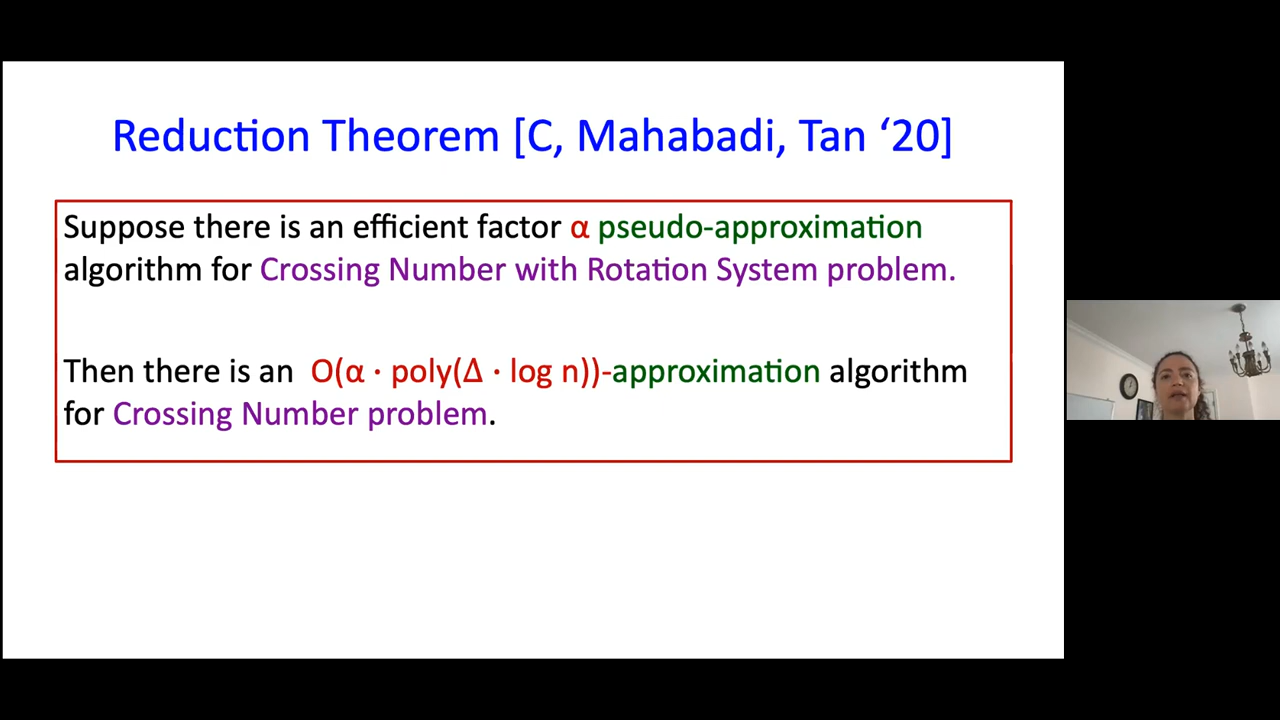 Reduction Theorem [C, Mahabadi, Tan ‘20]
Suppose there is an efficient factor α pseudo-approximation
algorithm for Crossing Number with Rotation System problem.
Then there is an O(α · poly(Δ · log n))-approximation algorithm
for Crossing Number problem.